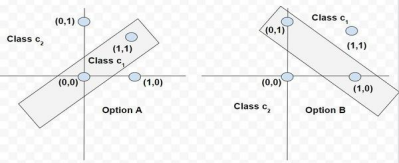 (0,1)
Class c₂
(1,1)
Class c₁
(0,0)
(1,0)
Option A
Class c₁
(0,1)
(1,1)
(0,0)
(1,0)
Class c₂
Option B